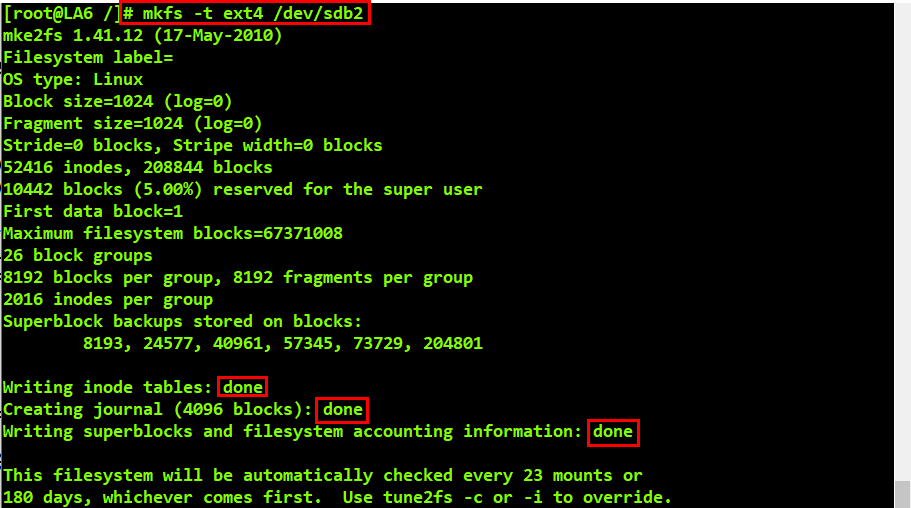 [root@LA6 /]# mkfs -t ext4 /dev/sdb2
mke2fs 1.41.12 (17-May-2010)
Filesystem label=
OS type: Linux
Block size=1024 (log=0)
Fragment size=1024 (log=0)
Stride=0 blocks, Stripe width=0 blocks
52416 inodes, 208844 blocks
10442 blocks (5.00%) reserved for the super user
First data block=1
Maximum filesystem blocks=67371008
26 block groups
8192 blocks per group, 8192 fragments per group
2016 inodes per group
Superblock backups stored on blocks:
        8193, 24577, 40961, 57345, 73729, 204801
Writing inode tables: done
Creating journal (4096 blocks): done
Writing superblocks and filesystem accounting information: done
This filesystem will be automatically checked every 23 mounts or
180 days, whichever comes first.  Use tune2fs -c or -i to override.